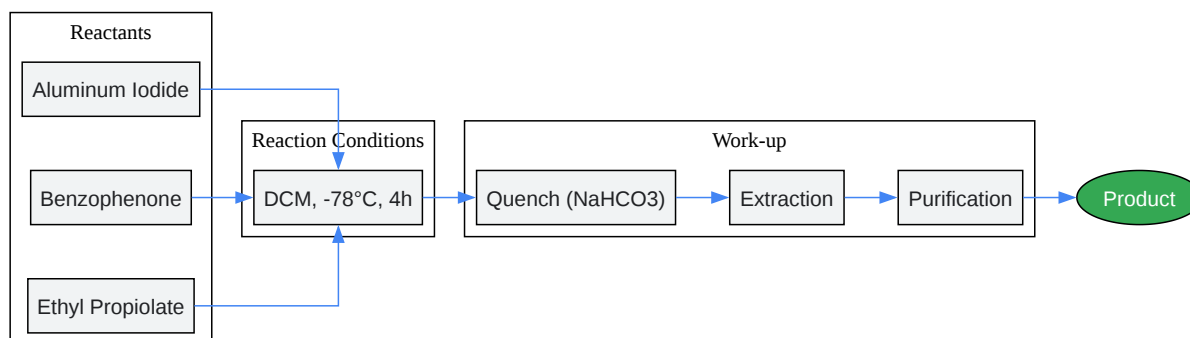 Reactants
Aluminum Iodide
Benzophenone
Ethyl Propiolate
Reaction Conditions
DCM, -78°C, 4h
Work-up
Quench (NaHCO3)
Extraction
Purification
Product